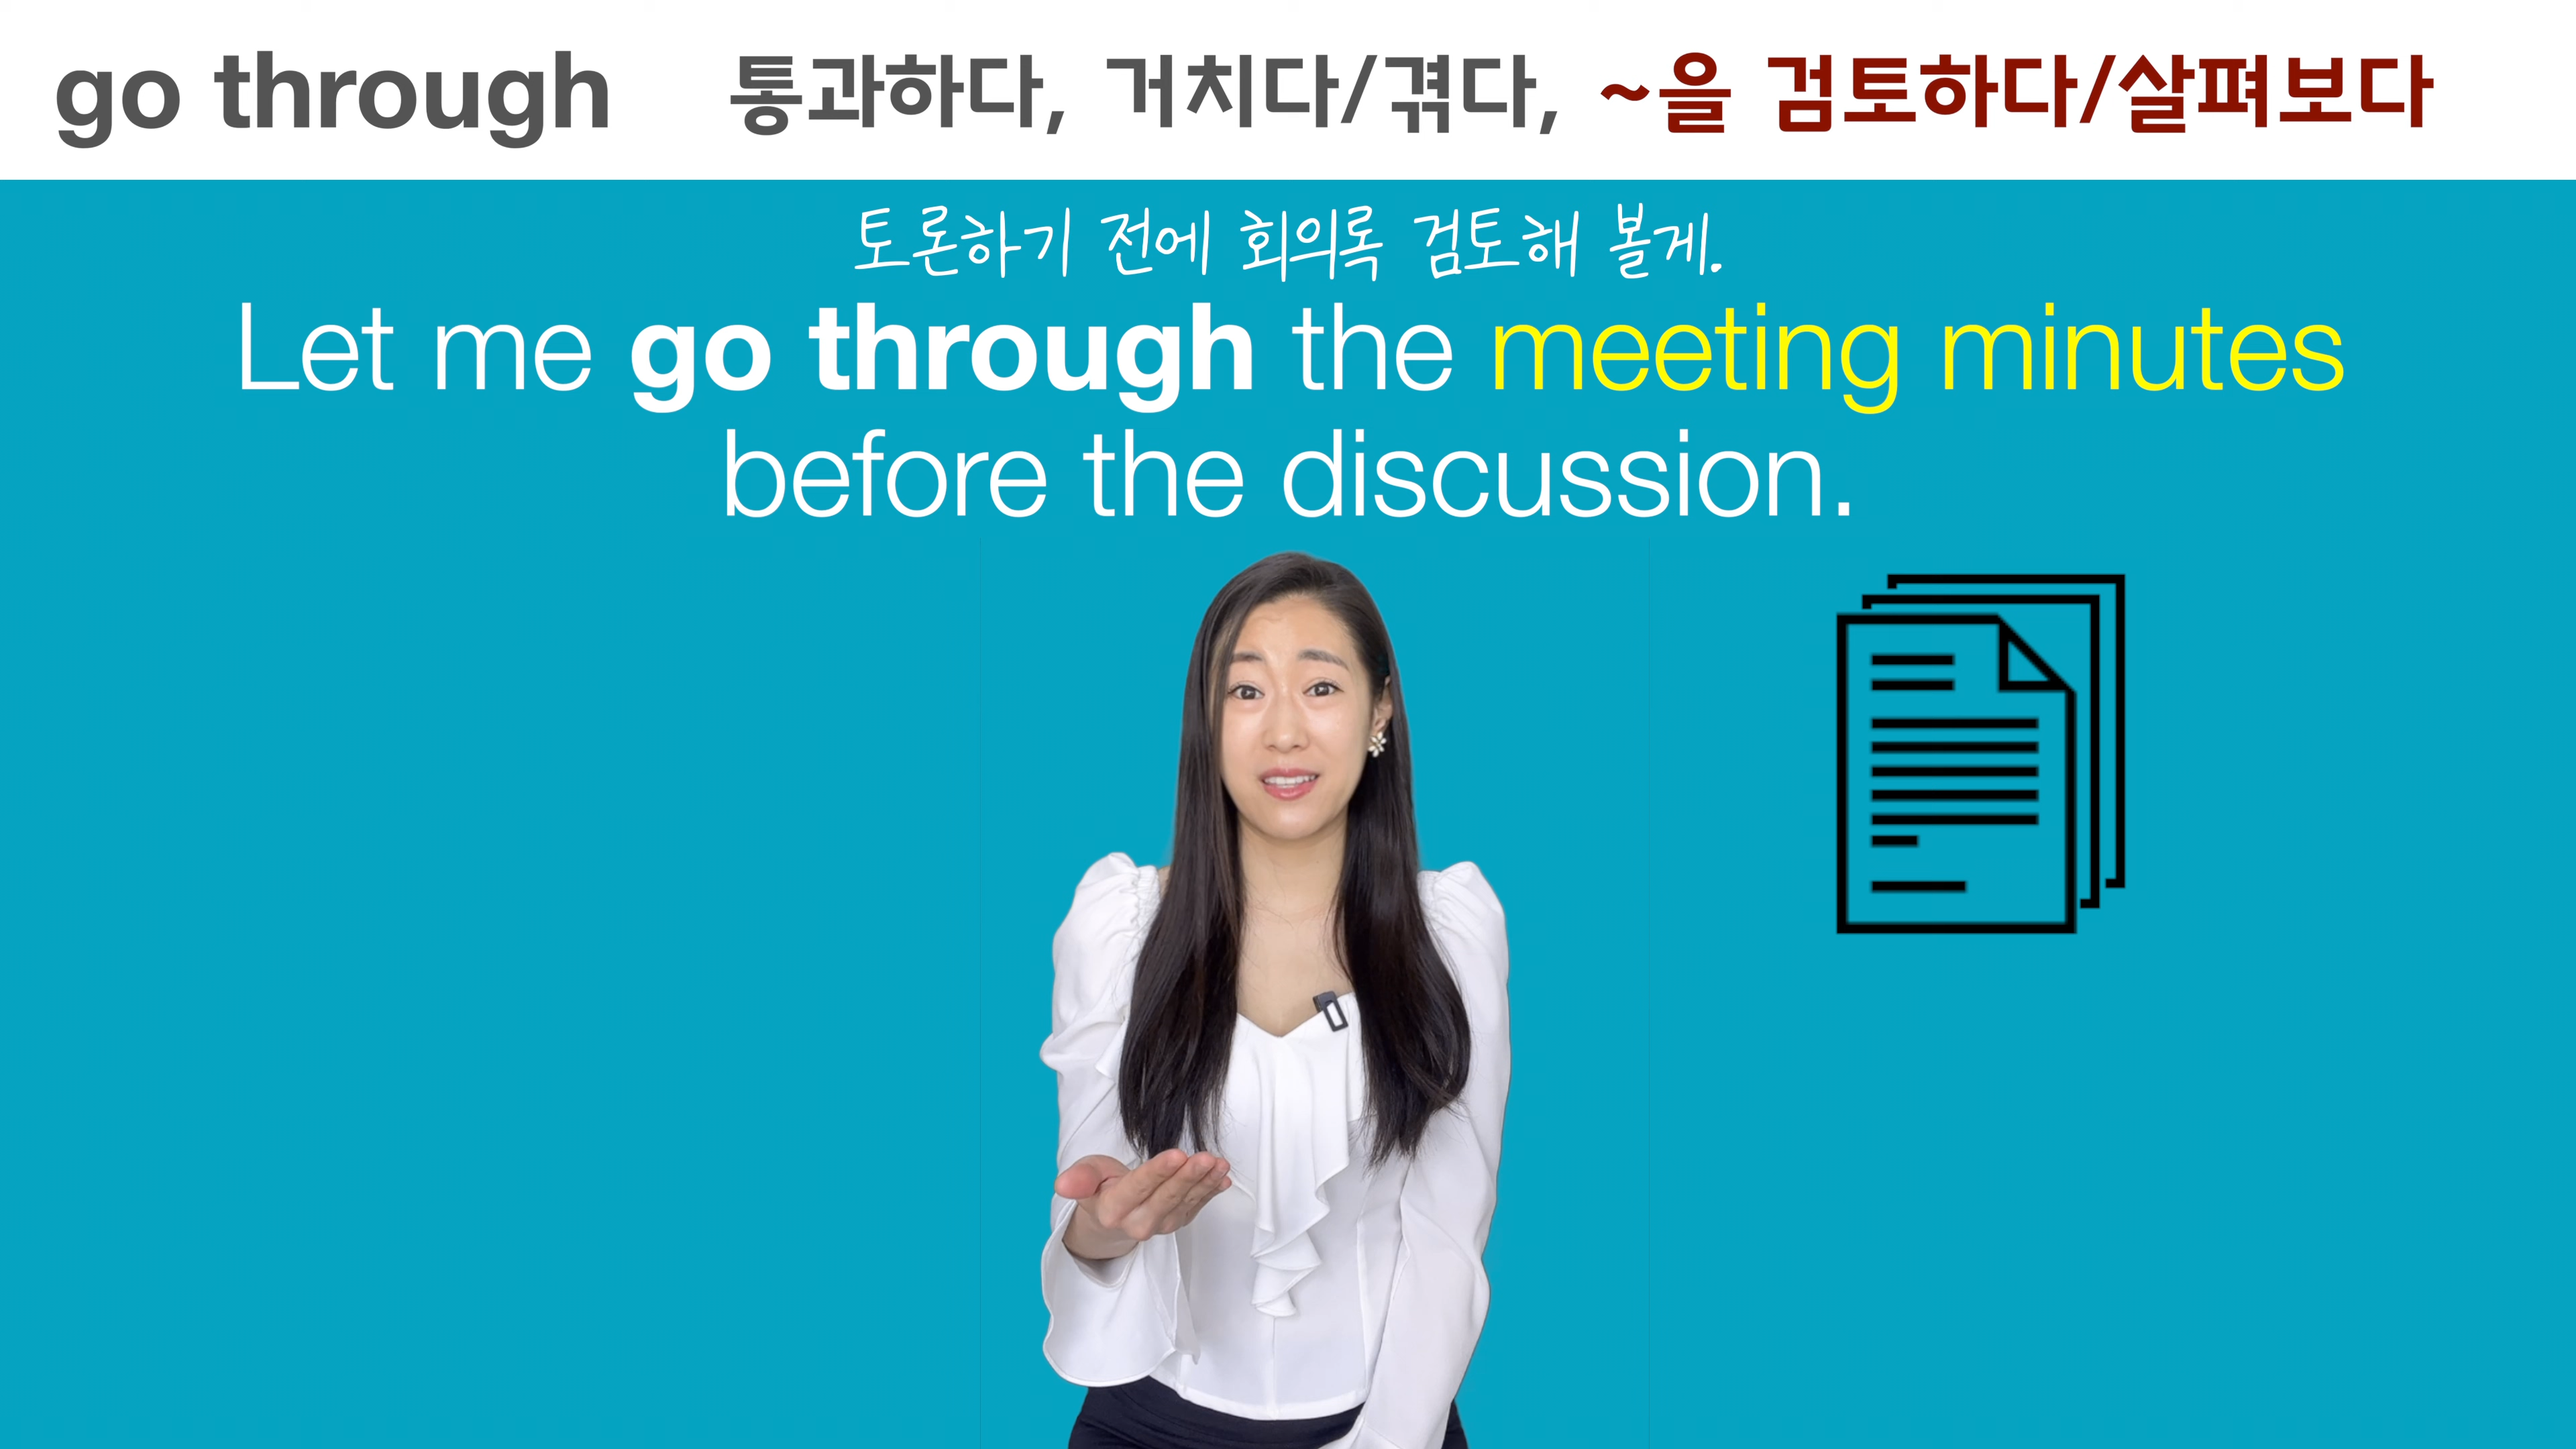 go through 통과하다, 거치다/겪다, ~을 검토하다/살펴보다
토론하기 전에 회의록 검토해 볼게.
Let me go through the meeting minutes
before the discussion.